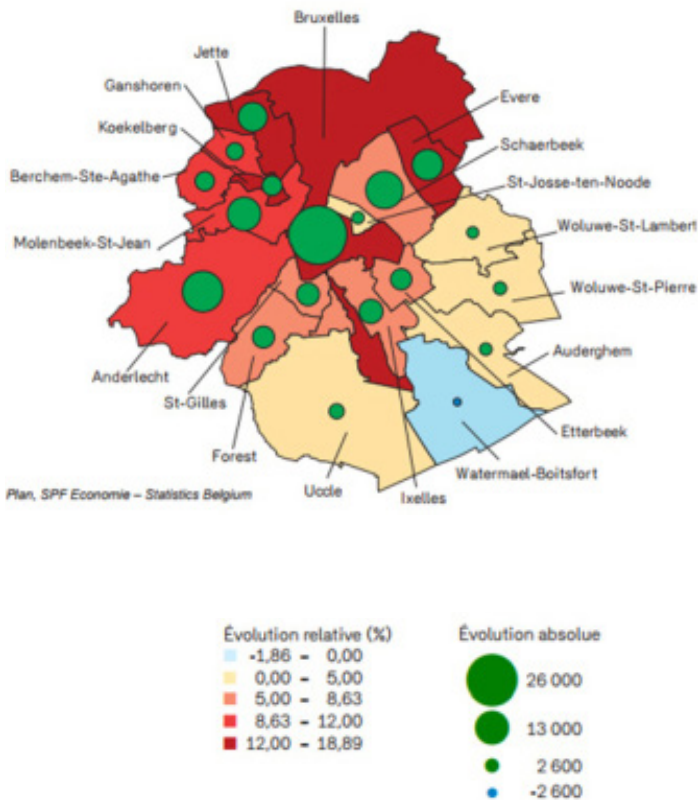 Bruxelles
Jette
Ganshoren
Koekelberg
Berchem-Ste-Agathe
Molenbeek-St-Jean
Anderlecht
St-Gilles
Forest
Uccle
Ixelles
Watermael-Boitsfort
Etterbeek
Auderghem
Woluwe-St-Pierre
Woluwe-St-Lambert
St-Josse-ten-Noode
Schaerbeek
Evere
Plan, SPF Economie – Statistics Belgium
Évolution relative (%)
-1,86 – 0,00
0,00 – 5,00
5,00 – 8,63
8,63 – 12,00
12,00 – 18,89
Évolution absolue
26 000
13 000
2 600
-2 600